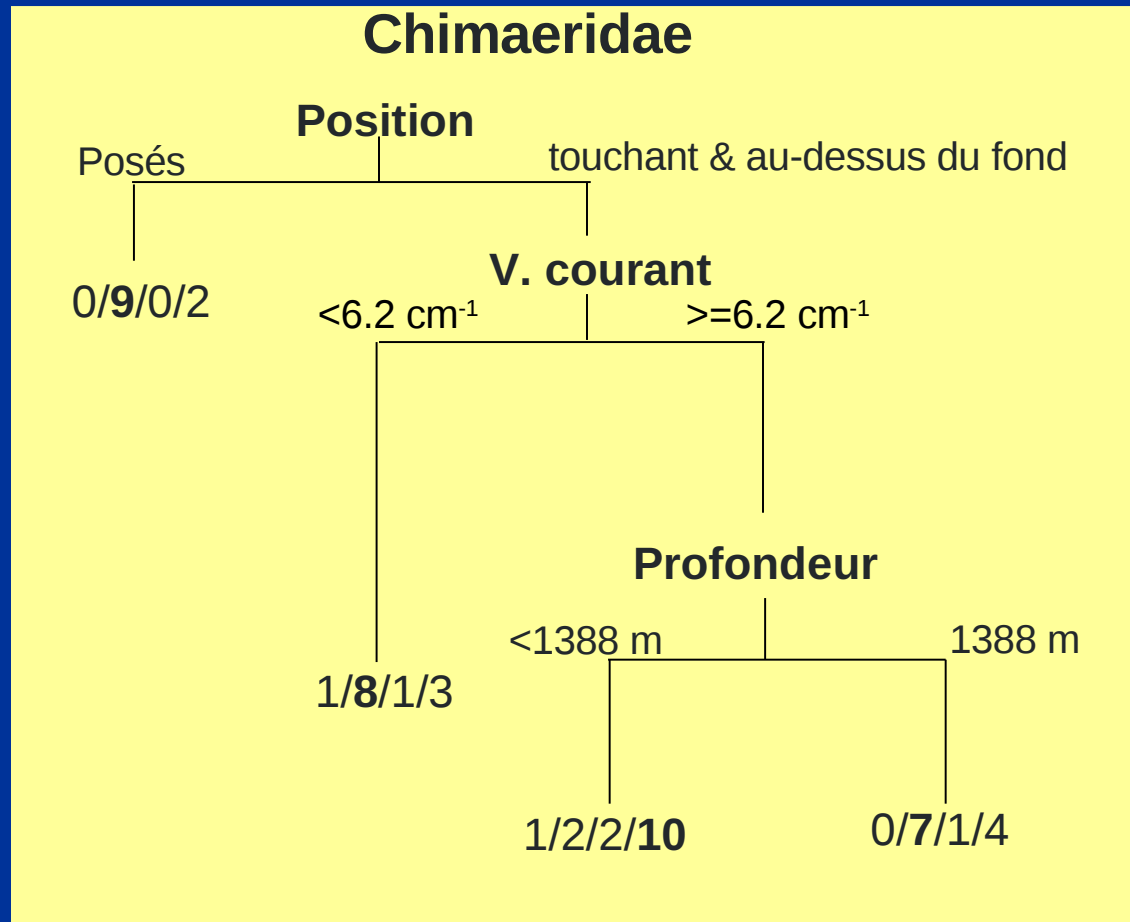 Chimaeridae
Position
Posés
touchant & au-dessus du fond
0/9/0/2
V. courant
<6.2 cm-1
>=6.2 cm-1
Profondeur
<1388 m
1388 m
1/8/1/3
1/2/2/10
0/7/1/4